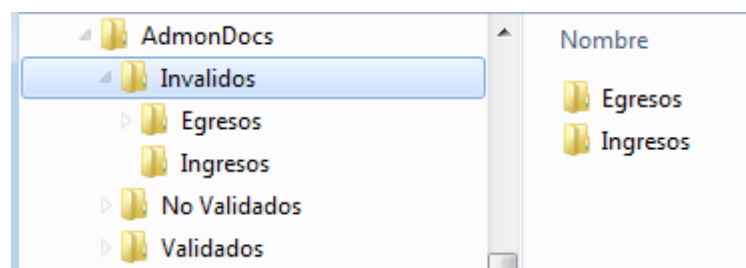 AdmonDocs
Invalidos
Egresos
Ingresos
No Validados
Validados
Nombre
Egresos
Ingresos